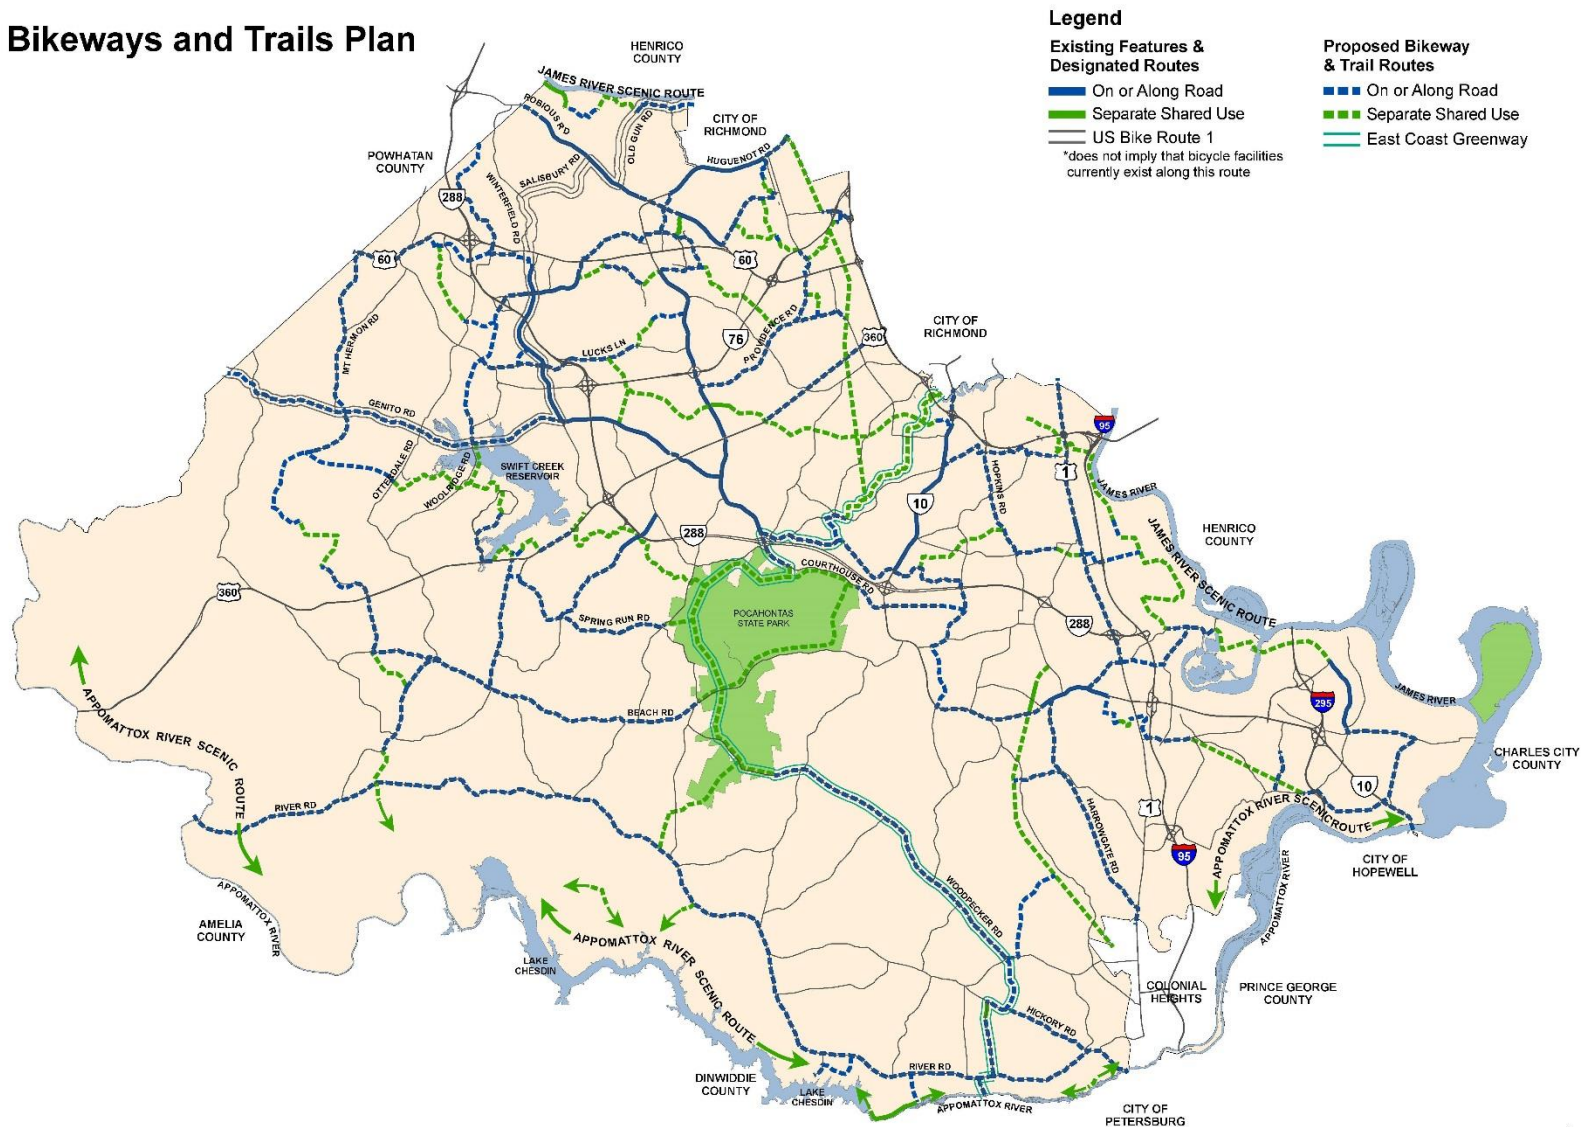 Bikeways and Trails Plan
Legend
Existing Features &
Designated Routes
On or Along Road
Separate Shared Use
US Bike Route 1
*does not imply that bicycle facilities
currently exist along this route
Proposed Bikeway
& Trail Routes
On or Along Road
Separate Shared Use
East Coast Greenway
HENRICO
COUNTY
JAMES RIVER SCENIC ROUTE
ROBIOUS RD
OLD GUN RD
CITY OF
RICHMOND
HUGUENOT RD
POWHATAN
COUNTY
SALISBURY RD
WINTERFIELD RD
288
60
60
MT HERMON RD
LUCKS LN
76
PROVIDENCE RD
360
CITY OF
RICHMOND
GENITO RD
95
OTTERDALE RD
WOOLRIDGE RD
SWIFT CREEK
RESERVOIR
HOPKINS RD
1
JAMES RIVER
10
HENRICO
COUNTY
JAMES RIVER SCENIC ROUTE
288
COURTHOUSE RD
360
SPRING RUN RD
POCAHONTAS
STATE PARK
288
APPOMATTOX RIVER SCENIC ROUTE
BEACH RD
JAMES RIVER
295
CHARLES CITY
COUNTY
RIVER RD
10
1
HARROWGATE RD
APPOMATTOX RIVER SCENIC ROUTE
95
CITY OF
HOPEWELL
APPOMATTOX RIVER
AMELIA
COUNTY
APPOMATTOX RIVER
WOODPECKER RD
APPOMATTOX RIVER SCENIC ROUTE
LAKE
CHESDIN
COLONIAL
HEIGHTS
PRINCE GEORGE
COUNTY
HICKORY RD
RIVER RD
DINWIDDIE
COUNTY
LAKE
CHESDIN
APPOMATTOX RIVER
CITY OF
PETERSBURG